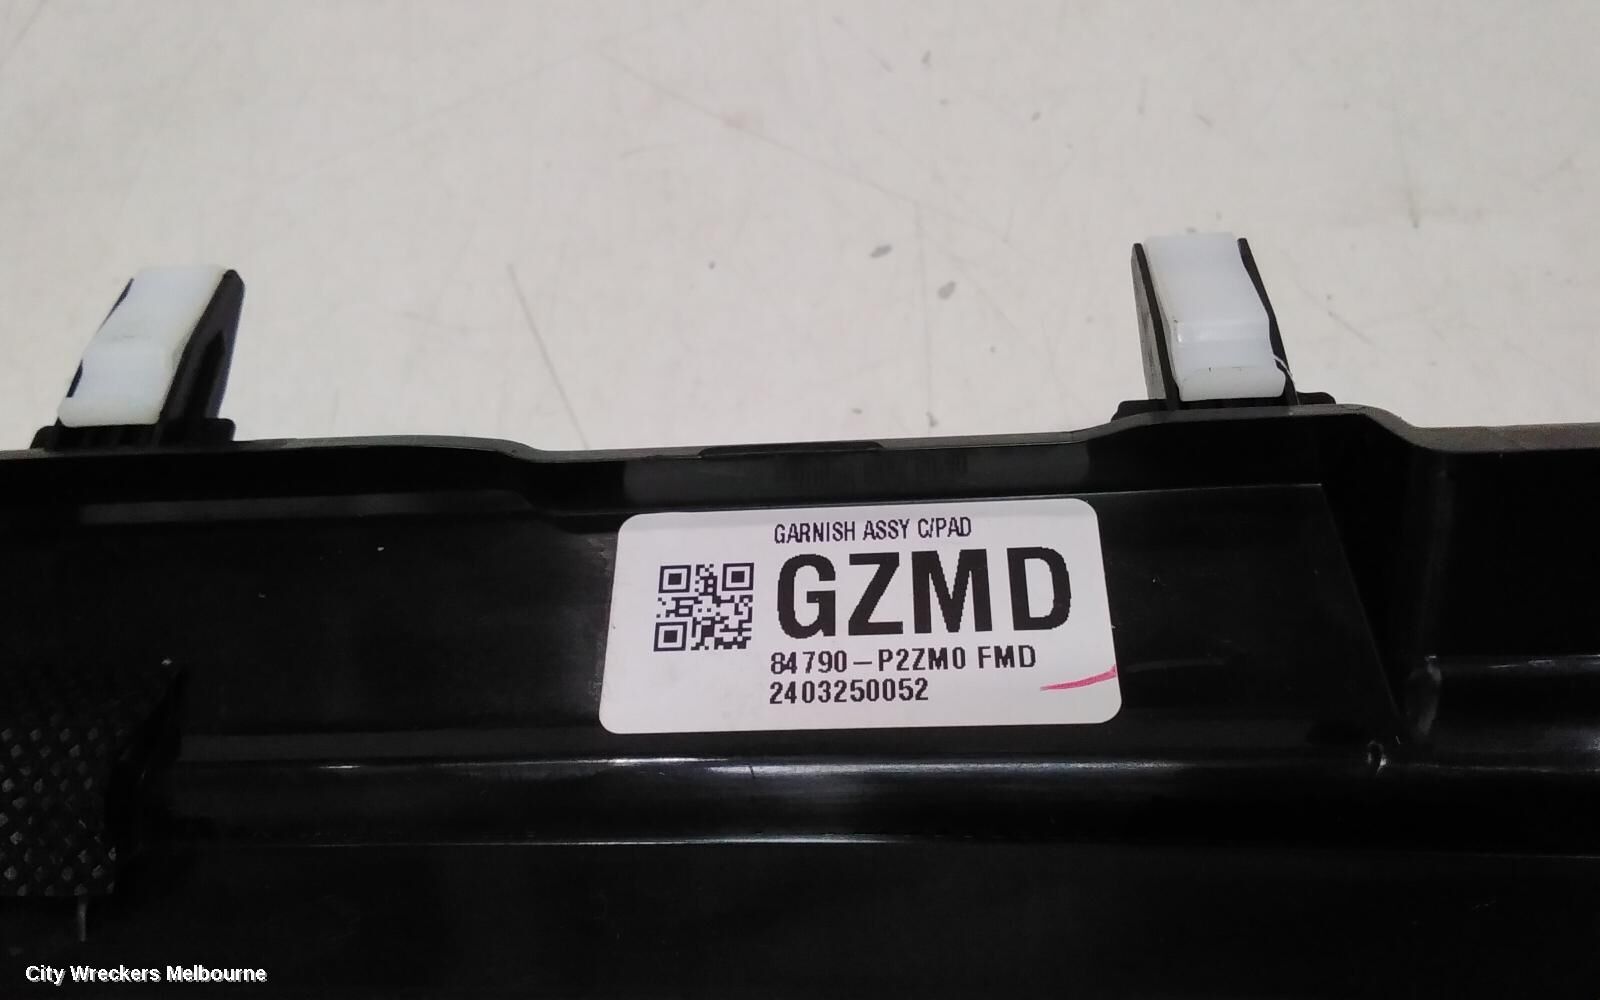 GARNISH ASSY C/PAD
GZMD
84790-P2ZM0 FMD
2403250052
City Wreckers Melbourne